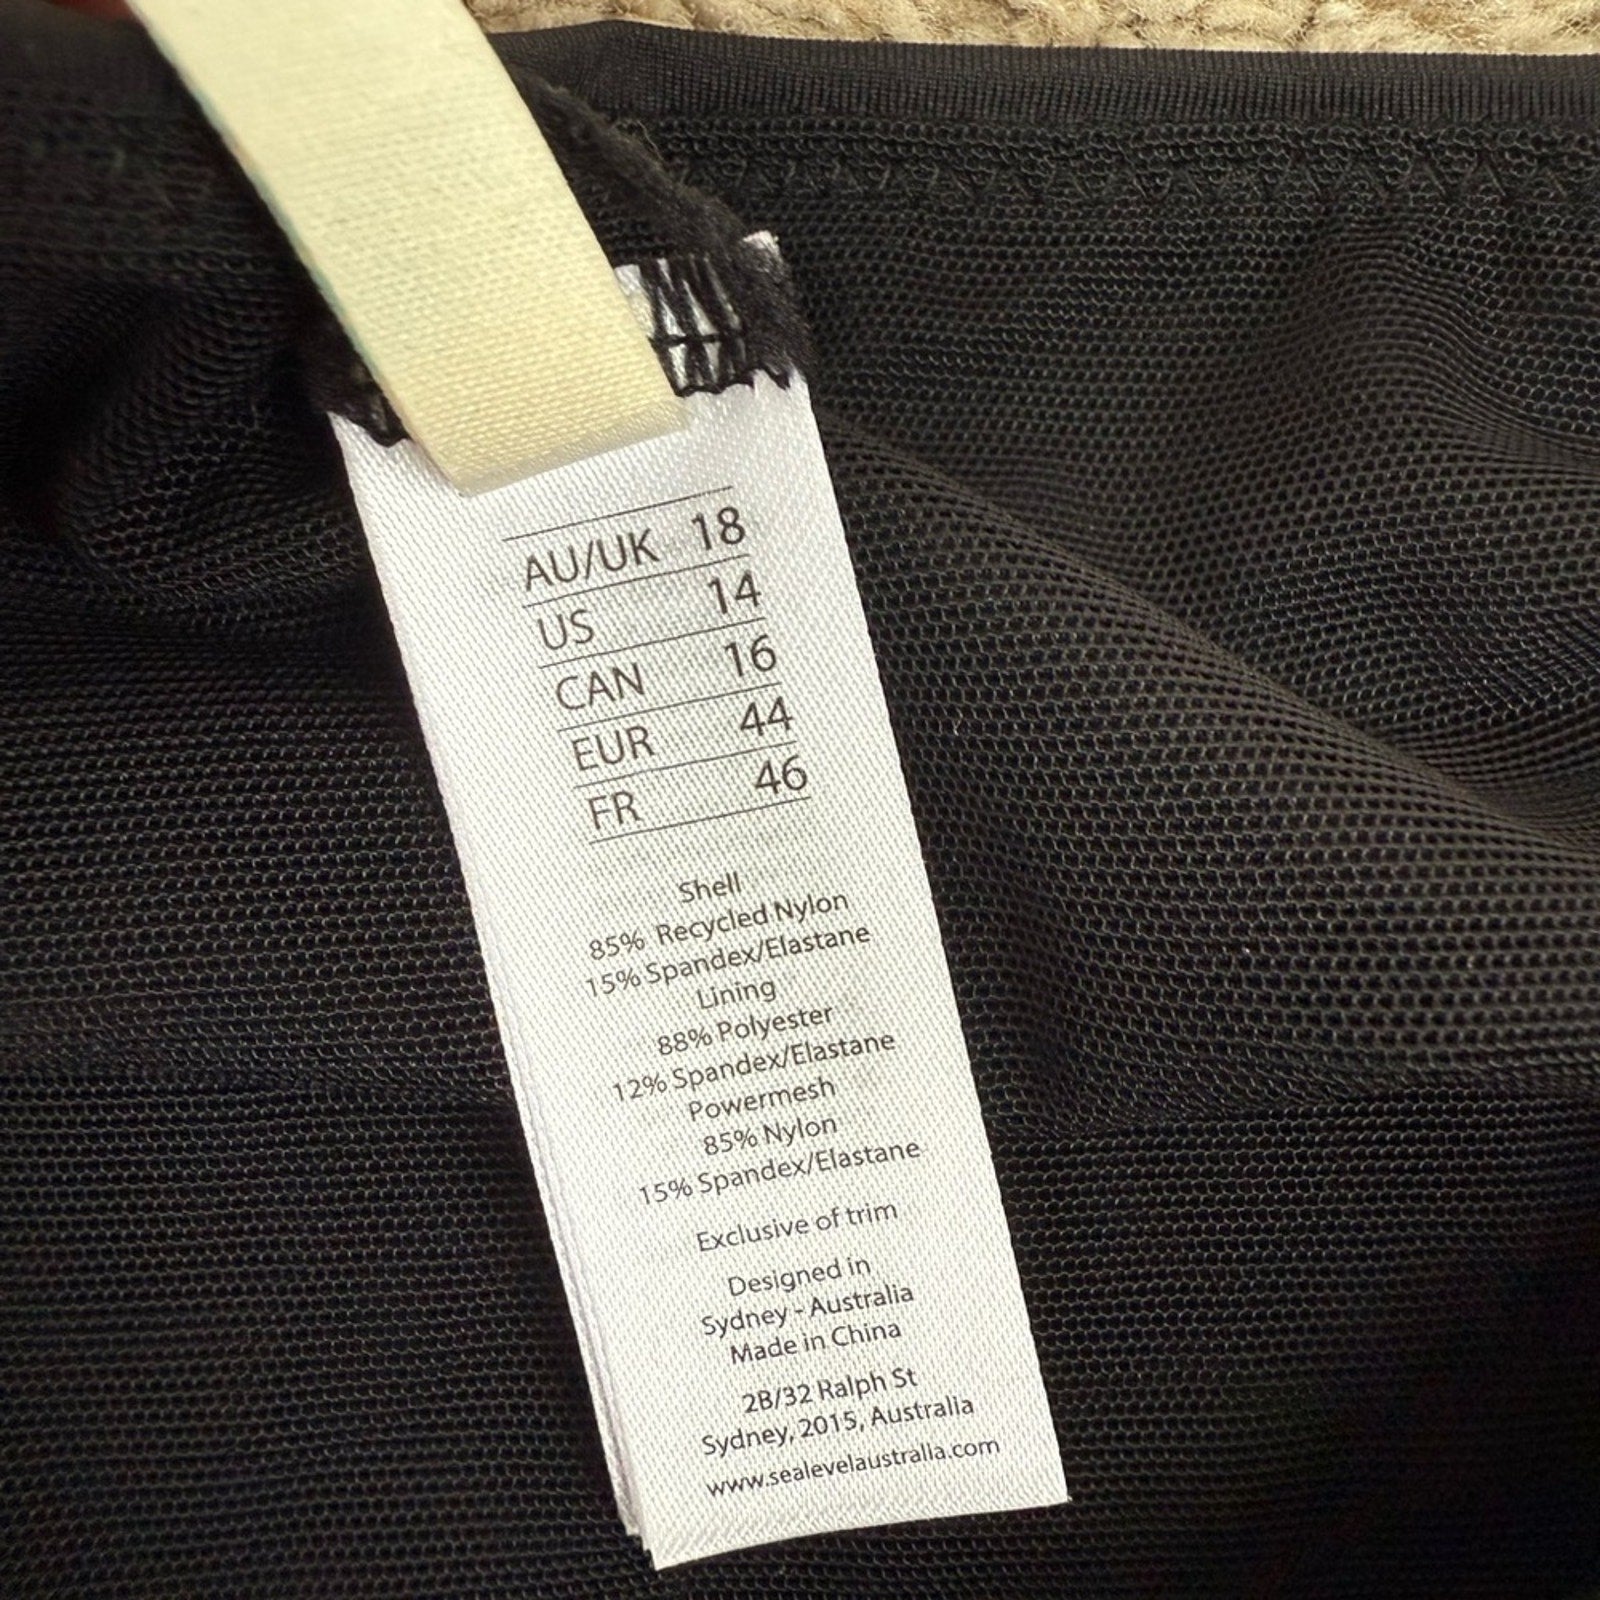 AU/UK 18
US 14
CAN 16
EUR 44
FR 46
Shell
85% Recycled Nylon
15% Spandex/Elastane
Lining
88% Polyester
12% Spandex/Elastane
Powermesh
85% Nylon
15% Spandex/Elastane
Exclusive of trim
Designed in
Sydney - Australia
Made in China
2B/32 Ralph St
Sydney, 2015, Australia
www.sealevelaustralia.com